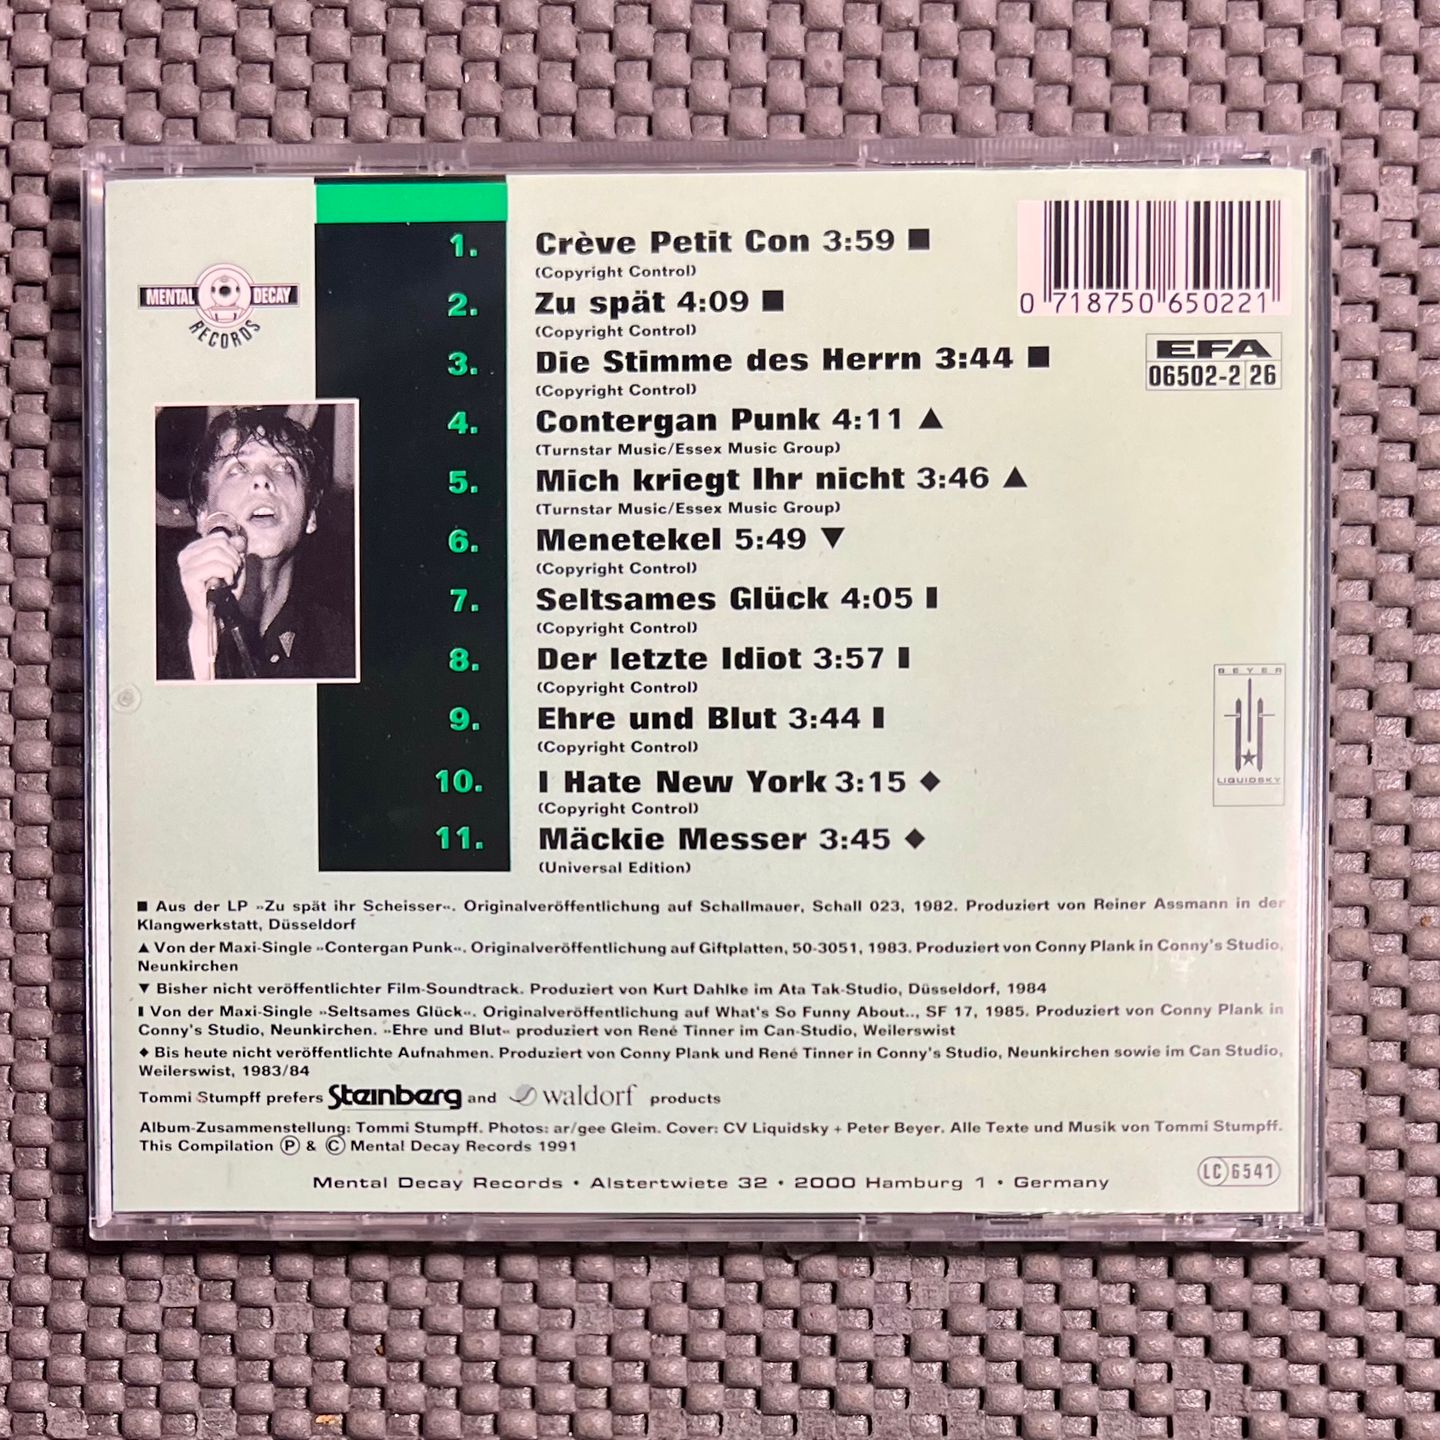 MENTAL DECAY
RECORDS
1. Crève Petit Con 3:59 ■
(Copyright Control)
2. Zu spät 4:09 ■
(Copyright Control)
3. Die Stimme des Herrn 3:44 ■
(Copyright Control)
4. Contergan Punk 4:11 ▲
(Turnstar Music/Essex Music Group)
5. Mich kriegt Ihr nicht 3:46 ▲
(Turnstar Music/Essex Music Group)
6. Menetekel 5:49 ▼
(Copyright Control)
7. Seltsames Glück 4:05 ▮
(Copyright Control)
8. Der letzte Idiot 3:57 ▮
(Copyright Control)
9. Ehre und Blut 3:44 ▮
(Copyright Control)
10. I Hate New York 3:15 ◆
(Copyright Control)
11. Mäckie Messer 3:45 ◆
(Universal Edition)
0 718750 650221
EFA
06502-2 26
BEYER
LIQUIDSKY
■ Aus der LP »Zu spät ihr Scheisser«. Originalveröffentlichung auf Schallmauer, Schall 023, 1982. Produziert von Reiner Assmann in der
Klangwerkstatt, Düsseldorf
▲ Von der Maxi-Single »Contergan Punk«. Originalveröffentlichung auf Giftplatten, 50-3051, 1983. Produziert von Conny Plank in Conny's Studio,
Neunkirchen
▼ Bisher nicht veröffentlichter Film-Soundtrack. Produziert von Kurt Dahlke im Ata Tak-Studio, Düsseldorf, 1984
▮ Von der Maxi-Single »Seltsames Glück«. Originalveröffentlichung auf What's So Funny About.., SF 17, 1985. Produziert von Conny Plank in
Conny's Studio, Neunkirchen. »Ehre und Blut« produziert von René Tinner im Can-Studio, Weilerswist
◆ Bis heute nicht veröffentlichte Aufnahmen. Produziert von Conny Plank und René Tinner in Conny's Studio, Neunkirchen sowie im Can Studio,
Weilerswist, 1983/84
Tommi Stumpff prefers Steinberg and waldorf products
Album-Zusammenstellung: Tommi Stumpff. Photos: ar/gee Gleim. Cover: CV Liquidsky + Peter Beyer. Alle Texte und Musik von Tommi Stumpff.
This Compilation Ⓟ & Ⓒ Mental Decay Records 1991
LC 6541
Mental Decay Records • Alstertwiete 32 • 2000 Hamburg 1 • Germany